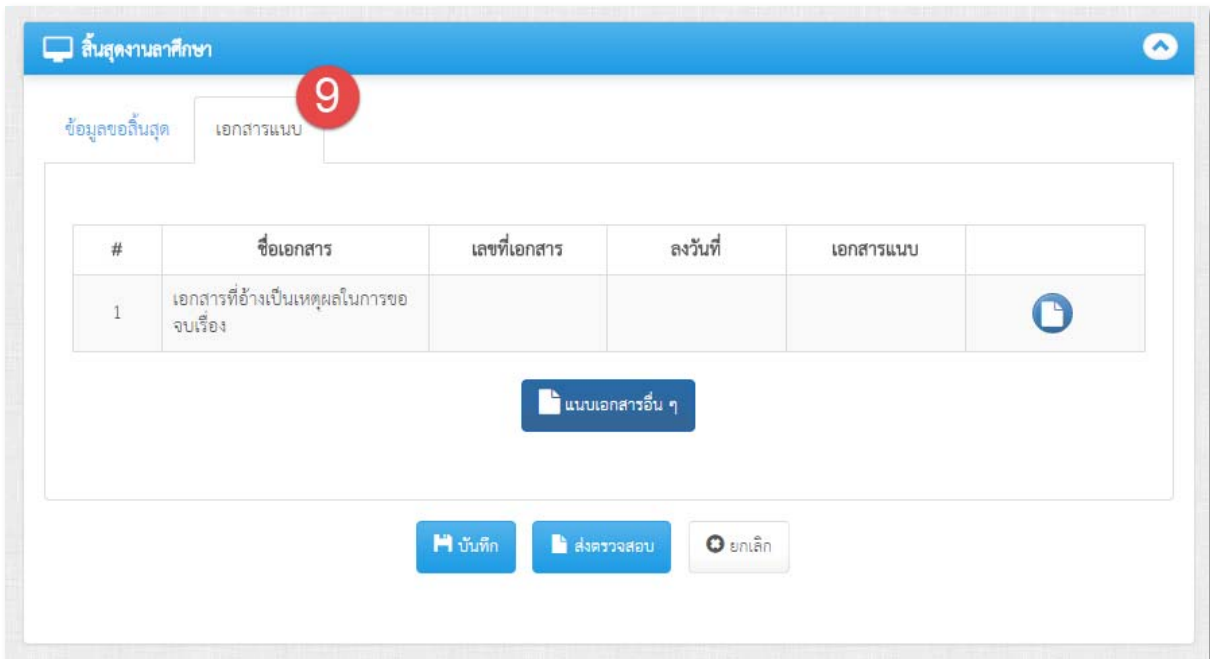 สิ้นสุดงานลาศึกษา
9
ข้อมูลขอสิ้นสุด เอกสารแนบ
# ชื่อเอกสาร เลขที่เอกสาร ลงวันที่ เอกสารแนบ
1 เอกสารที่อ้างเป็นเหตุผลในการขอ
จบเรื่อง
แนบเอกสารอื่น ๆ
บันทึก ส่งตรวจสอบ ยกเลิก